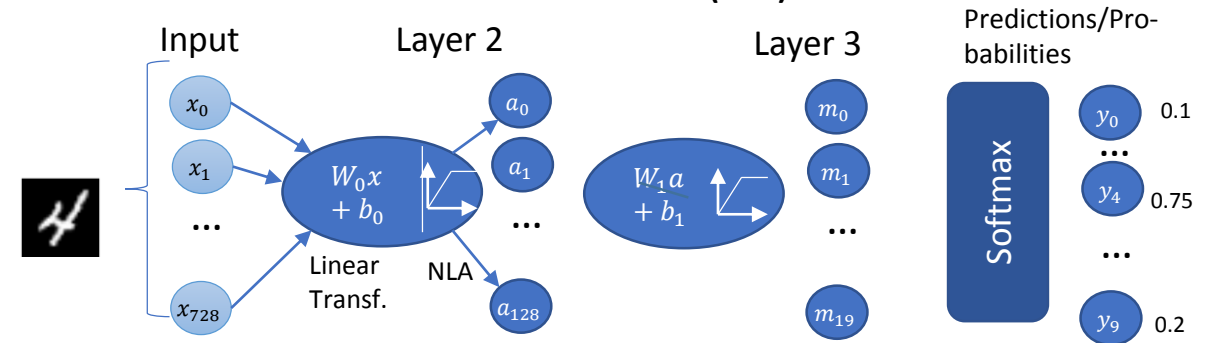 Input
Layer 2
Layer 3
Predictions/Pro-
babilities
x₀
x₁
...
x₇₂₈
W₀x
+ b₀
Linear
Transf.
NLA
a₀
a₁
...
a₁₂₈
W₁a
+ b₁
m₀
m₁
...
m₁₉
Softmax
y₀ 0.1
...
y₄ 0.75
...
y₉ 0.2